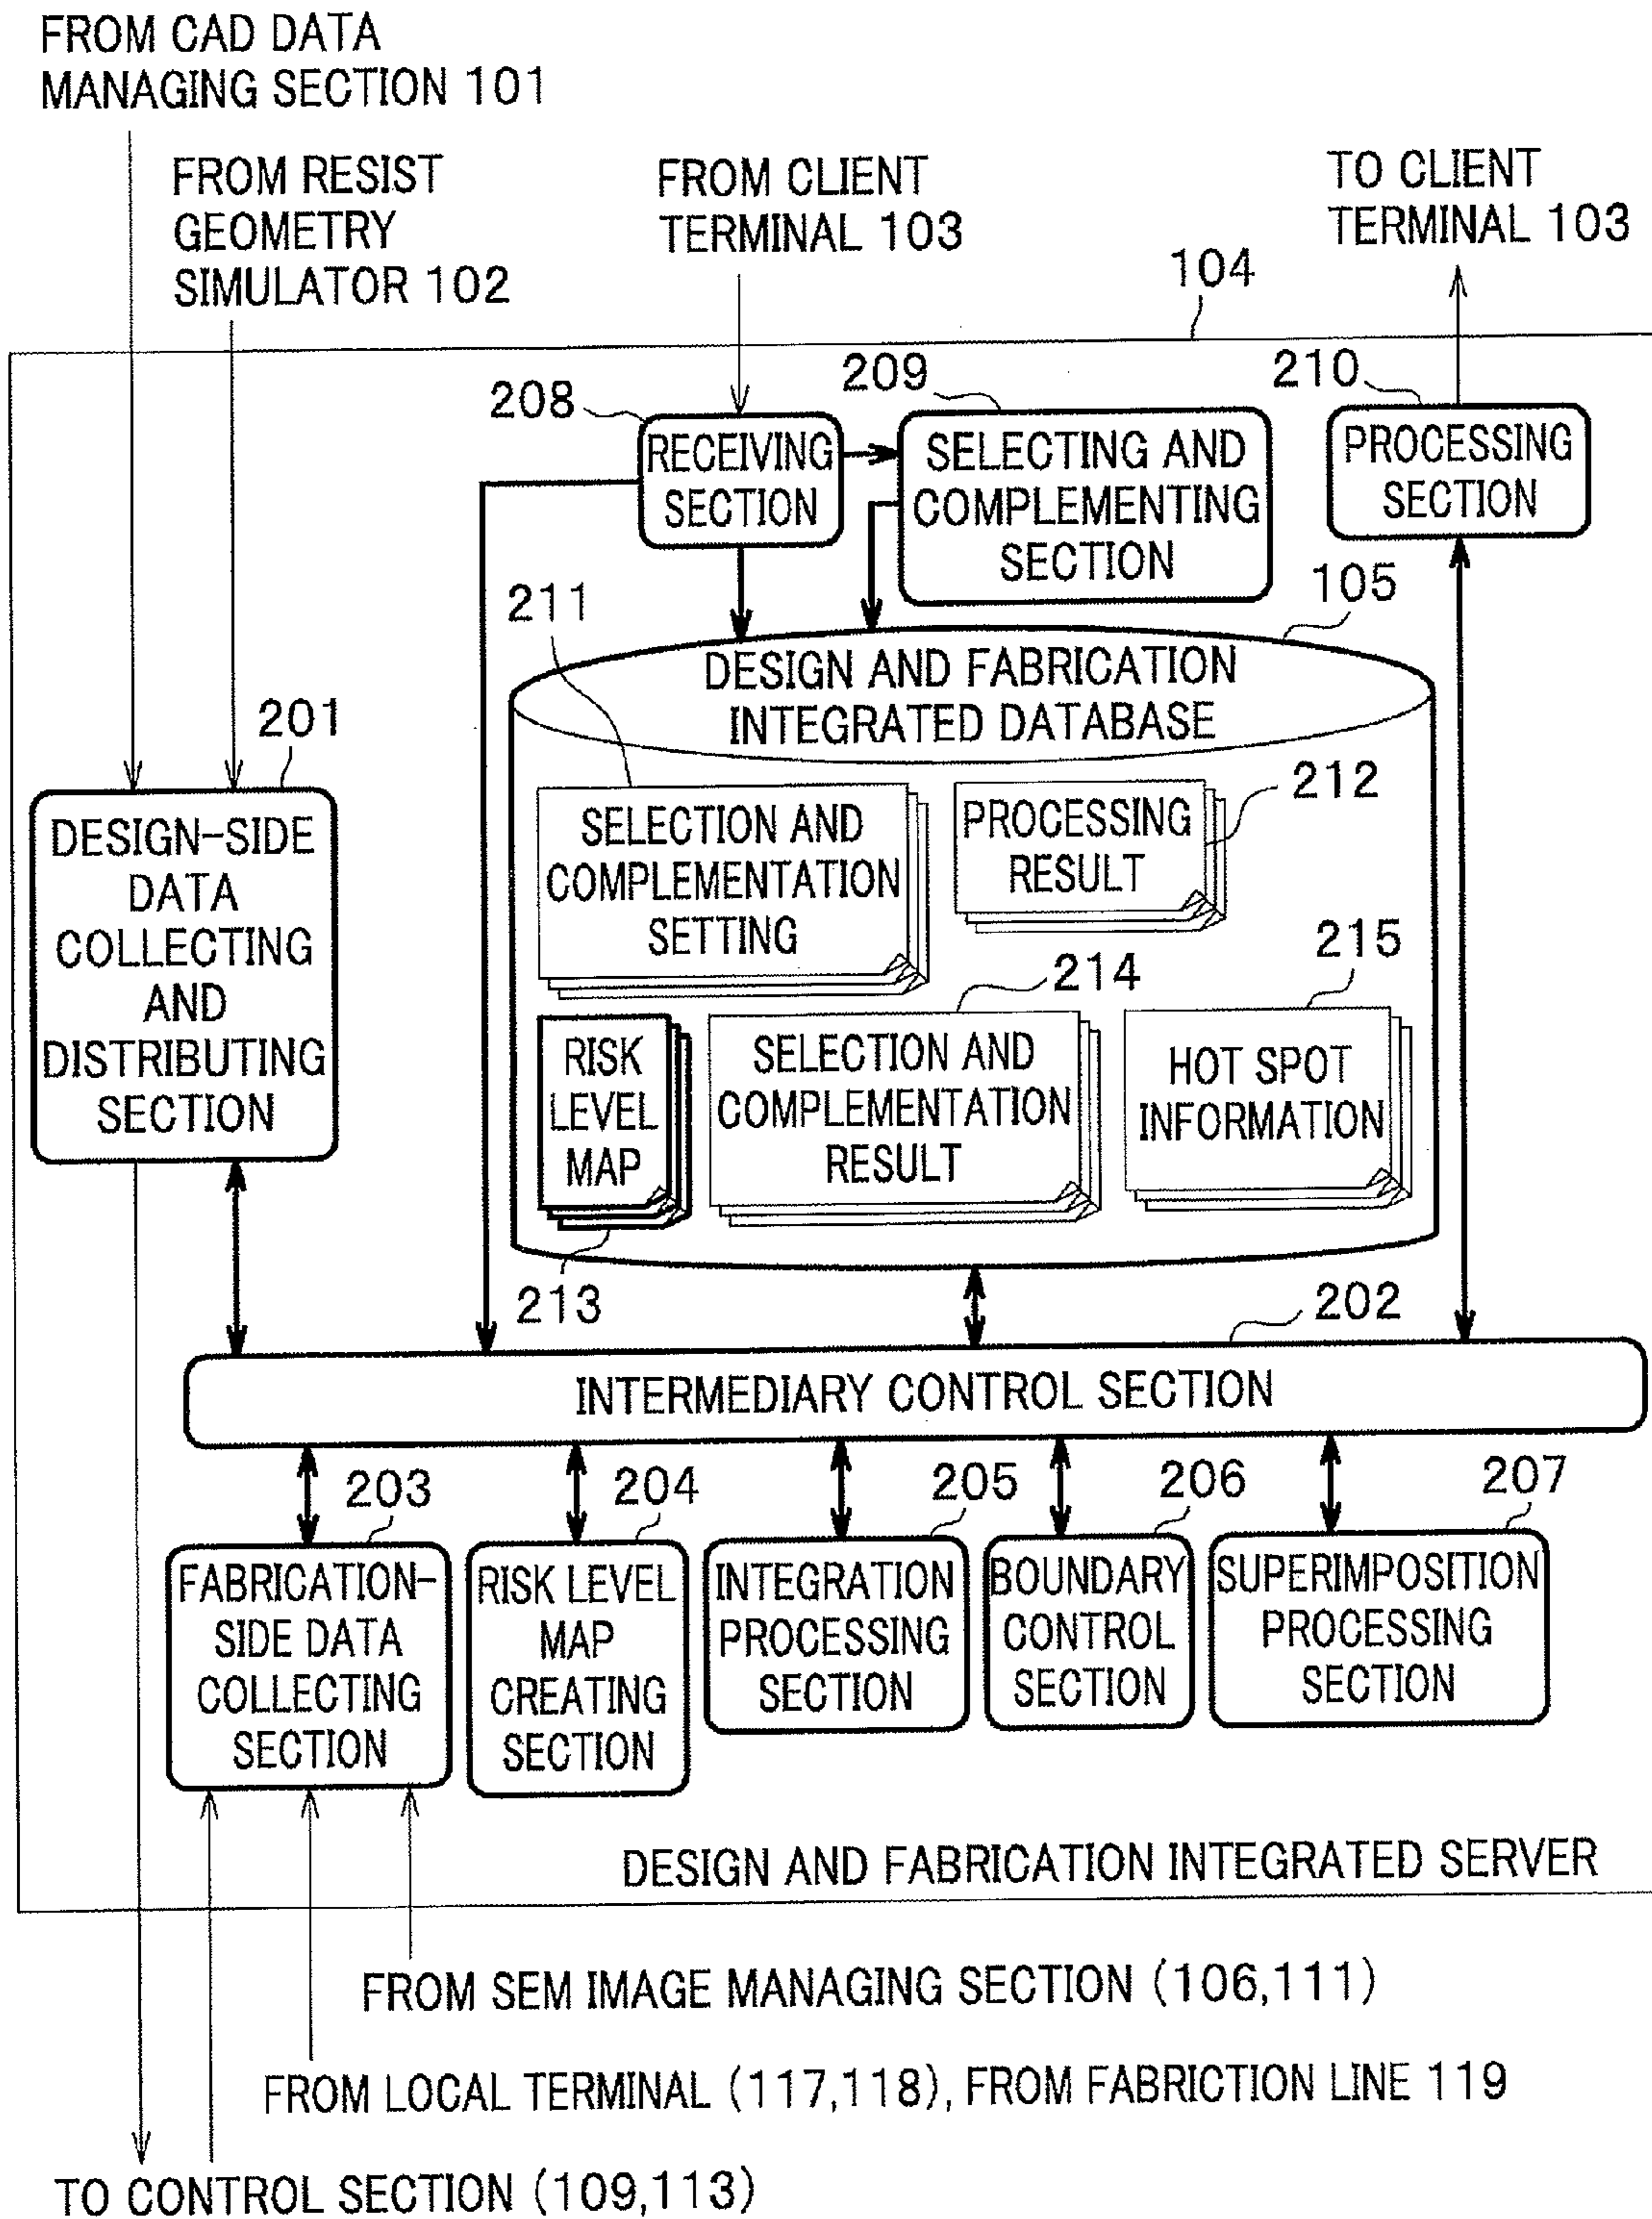 FROM CAD DATA
MANAGING SECTION 101
FROM RESIST
GEOMETRY
SIMULATOR 102
FROM CLIENT
TERMINAL 103
TO CLIENT
TERMINAL 103
104
208
RECEIVING
SECTION
209
SELECTING AND
COMPLEMENTING
SECTION
210
PROCESSING
SECTION
105
DESIGN AND FABRICATION
INTEGRATED DATABASE
201
DESIGN-SIDE
DATA
COLLECTING
AND
DISTRIBUTING
SECTION
211
SELECTION AND
COMPLEMENTATION
SETTING
212
PROCESSING
RESULT
213
RISK
LEVEL
MAP
214
SELECTION AND
COMPLEMENTATION
RESULT
215
HOT SPOT
INFORMATION
202
INTERMEDIARY CONTROL SECTION
203
FABRICATION-
SIDE DATA
COLLECTING
SECTION
204
RISK LEVEL
MAP
CREATING
SECTION
205
INTEGRATION
PROCESSING
SECTION
206
BOUNDARY
CONTROL
SECTION
207
SUPERIMPOSITION
PROCESSING
SECTION
DESIGN AND FABRICATION INTEGRATED SERVER
FROM SEM IMAGE MANAGING SECTION (106,111)
FROM LOCAL TERMINAL (117,118), FROM FABRICTION LINE 119
TO CONTROL SECTION (109,113)